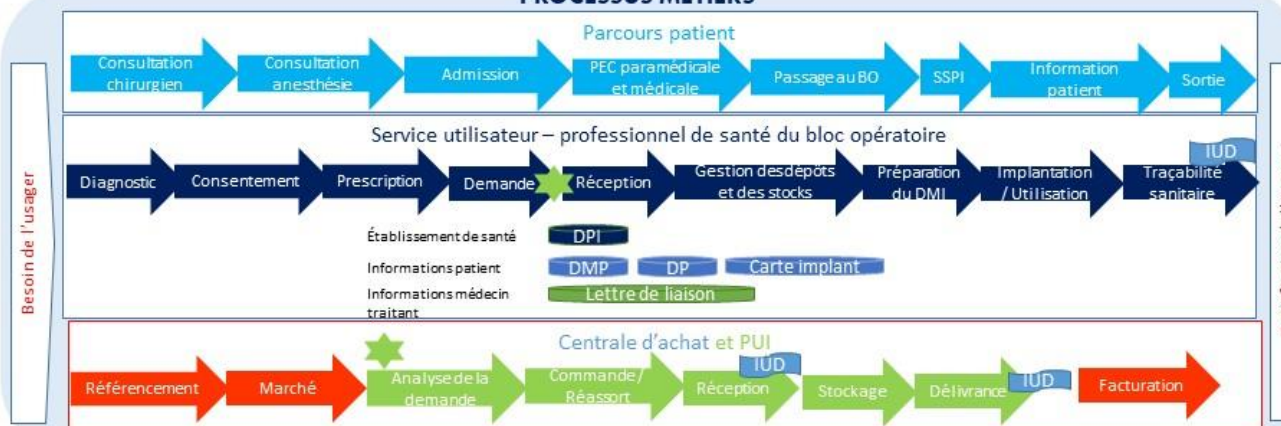 PROCESSUS METIERS
Parcours patient
Consultation
chirurgien
Consultation
anesthésie
Admission
PEC paramédicale
et médicale
Passage au BO
SSPI
Information
patient
Sortie
Besoin de l'usager
Service utilisateur – professionnel de santé du bloc opératoire
IUD
Diagnostic
Consentement
Prescription
Demande
Réception
Gestion des dépôts
et des stocks
Préparation
du DMI
Implantation
/ Utilisation
Traçabilité
sanitaire
Établissement de santé
DPI
Informations patient
DMP
DP
Carte implant
Informations médecin
traitant
Lettre de liaison
Centrale d'achat et PUI
Référencement
Marché
Analyse de la
demande
Commande /
Réassort
IUD
Réception
Stockage
Délivrance
IUD
Facturation